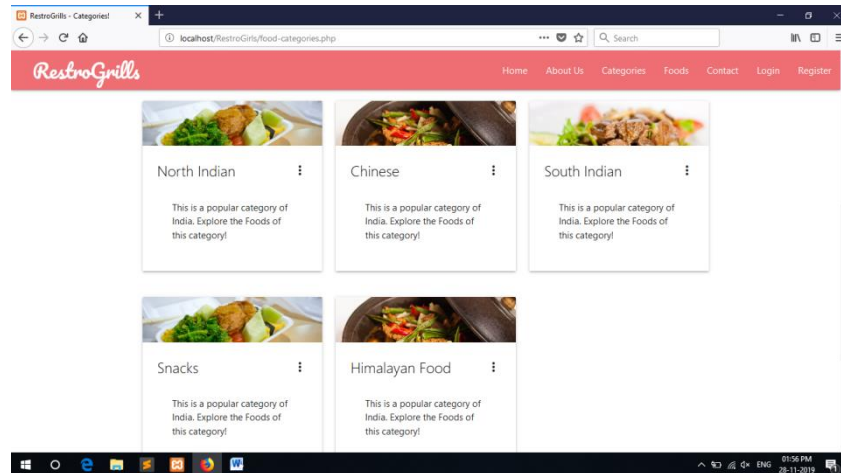 RestroGrills - Categories!
localhost/RestroGirls/food-categories.php
Search
RestroGrills
Home About Us Categories Foods Contact Login Register
North Indian
This is a popular category of
India. Explore the Foods of
this category!
Chinese
This is a popular category of
India. Explore the Foods of
this category!
South Indian
This is a popular category of
India. Explore the Foods of
this category!
Snacks
This is a popular category of
India. Explore the Foods of
this category!
Himalayan Food
This is a popular category of
India. Explore the Foods of
this category!
ENG
01:56 PM
28-11-2019